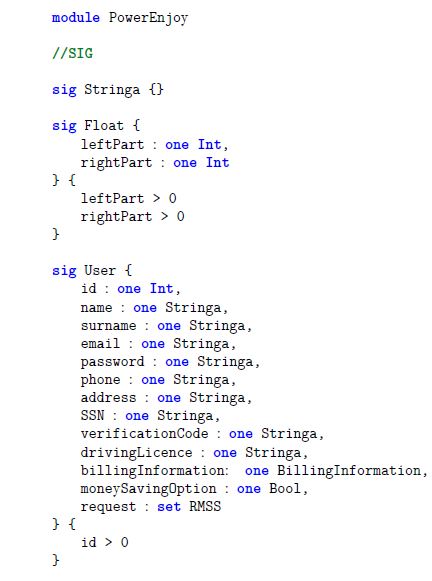 module PowerEnjoy
//SIG
sig Stringa {}
sig Float {
leftPart : one Int,
rightPart : one Int
} {
leftPart > 0
rightPart > 0
}
sig User {
id : one Int,
name : one Stringa,
surname : one Stringa,
email : one Stringa,
password : one Stringa,
phone : one Stringa,
address : one Stringa,
SSN : one Stringa,
verificationCode : one Stringa,
drivingLicence : one Stringa,
billingInformation: one BillingInformation,
moneySavingOption : one Bool,
request : set RMSS
} {
id > 0
}